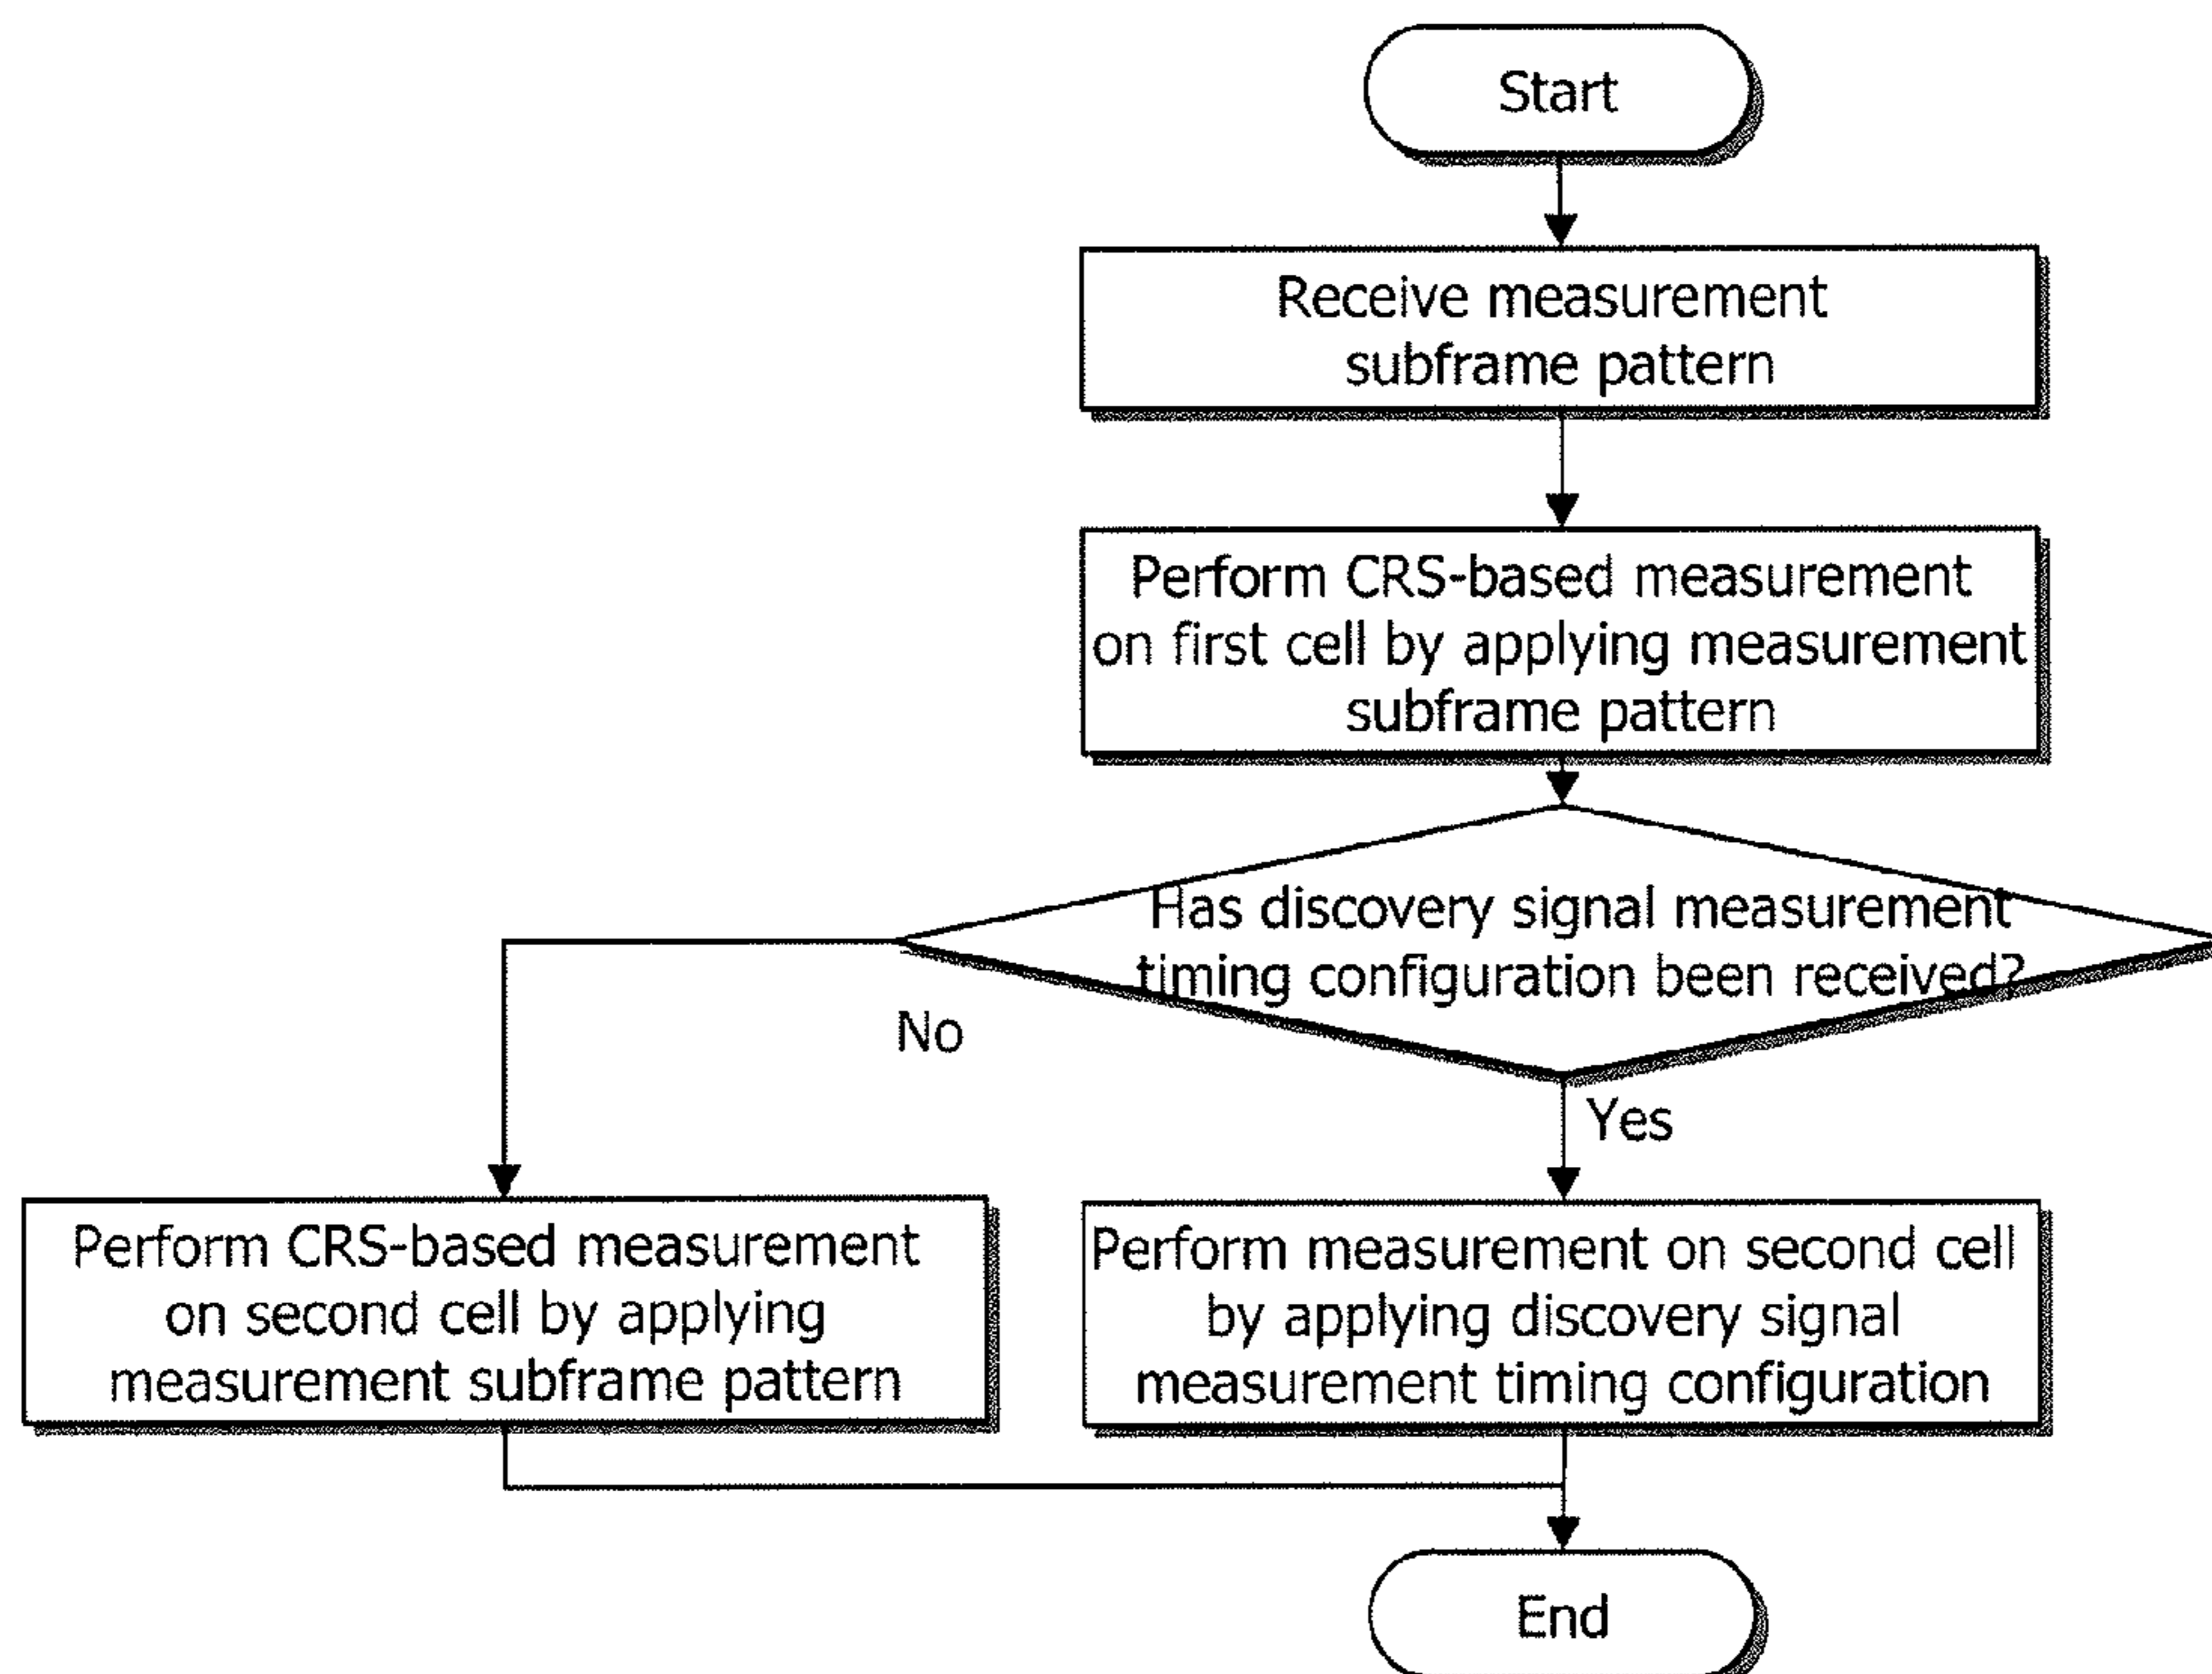 Start
Receive measurement
subframe pattern
Perform CRS-based measurement
on first cell by applying measurement
subframe pattern
Has discovery signal measurement
timing configuration been received?
No
Yes
Perform CRS-based measurement
on second cell by applying
measurement subframe pattern
Perform measurement on second cell
by applying discovery signal
measurement timing configuration
End